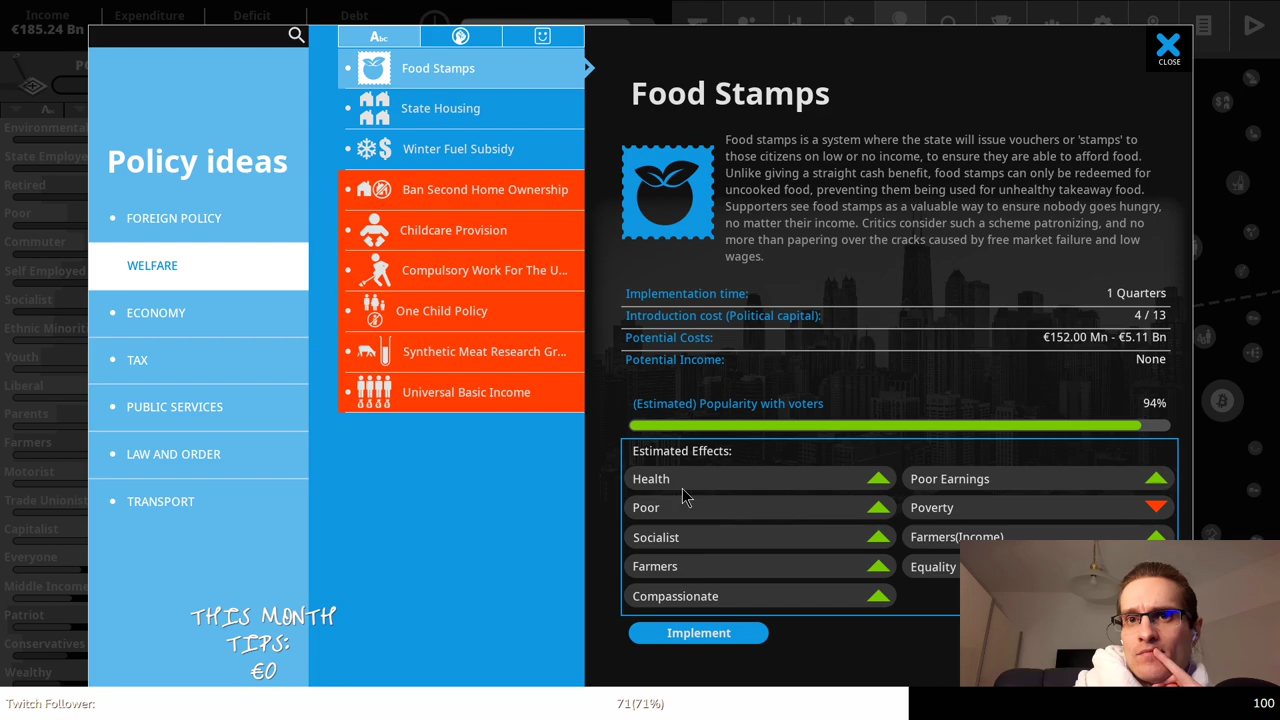 Income
Expenditure
Deficit
Debt
€185.24 Bn
Environmental
State Employe
Retired
Poor
Commuter
Self Employed
Socialist
Ethnic Minorit
Youth
Liberal
Parents
Farmers
Motorist
Trade Unionist
Capitalist
Everyone
Middle Income
Patriot
Conservatives
Wealthy
Policy ideas
FOREIGN POLICY
WELFARE
ECONOMY
TAX
PUBLIC SERVICES
LAW AND ORDER
TRANSPORT
THIS MONTH
TIPS:
€0
ABC
Food Stamps
State Housing
Winter Fuel Subsidy
Ban Second Home Ownership
Childcare Provision
Compulsory Work For The U...
One Child Policy
Synthetic Meat Research Gr...
Universal Basic Income
CLOSE
Food Stamps
Food stamps is a system where the state will issue vouchers or 'stamps' to
those citizens on low or no income, to ensure they are able to afford food.
Unlike giving a straight cash benefit, food stamps can only be redeemed for
uncooked food, preventing them being used for unhealthy takeaway food.
Supporters see food stamps as a valuable way to ensure nobody goes hungry,
no matter their income. Critics consider such a scheme patronizing, and no
more than papering over the cracks caused by free market failure and low
wages.
Implementation time: 1 Quarters
Introduction cost (Political capital): 4 / 13
Potential Costs: €152.00 Mn - €5.11 Bn
Potential Income: None
(Estimated) Popularity with voters 94%
Estimated Effects:
Health
Poor Earnings
Poor
Poverty
Socialist
Farmers(Income)
Farmers
Equality
Compassionate
Implement
Twitch Follower: 71(71%) 100